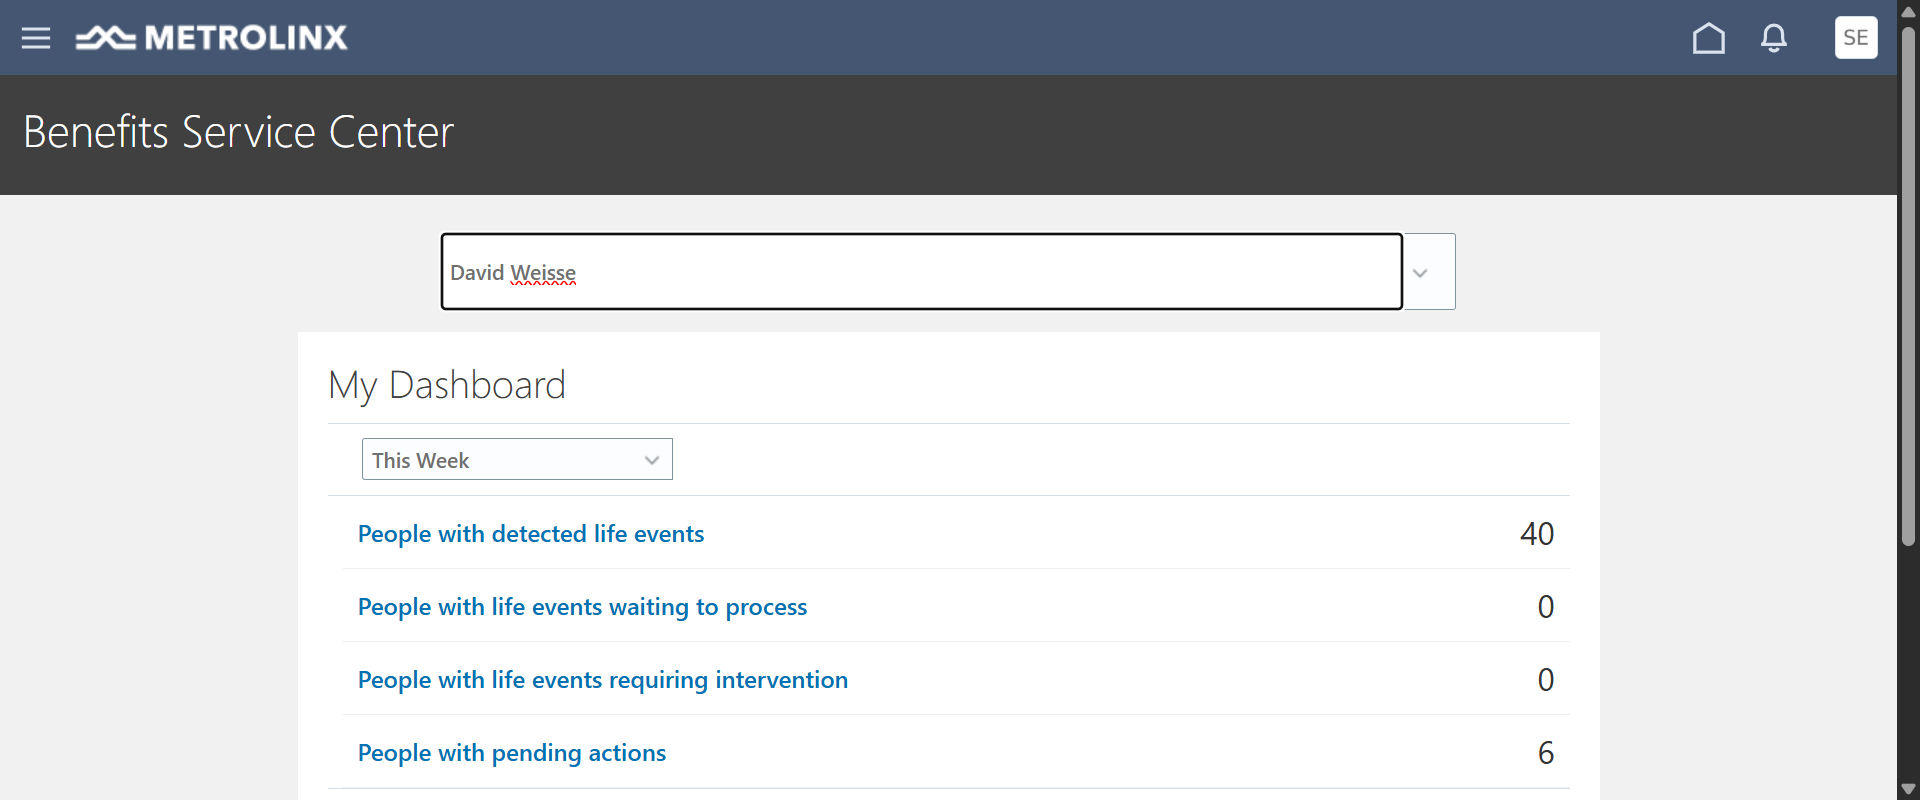 METROLINX
SE
Benefits Service Center
David Weisse
My Dashboard
This Week
People with detected life events 40
People with life events waiting to process 0
People with life events requiring intervention 0
People with pending actions 6